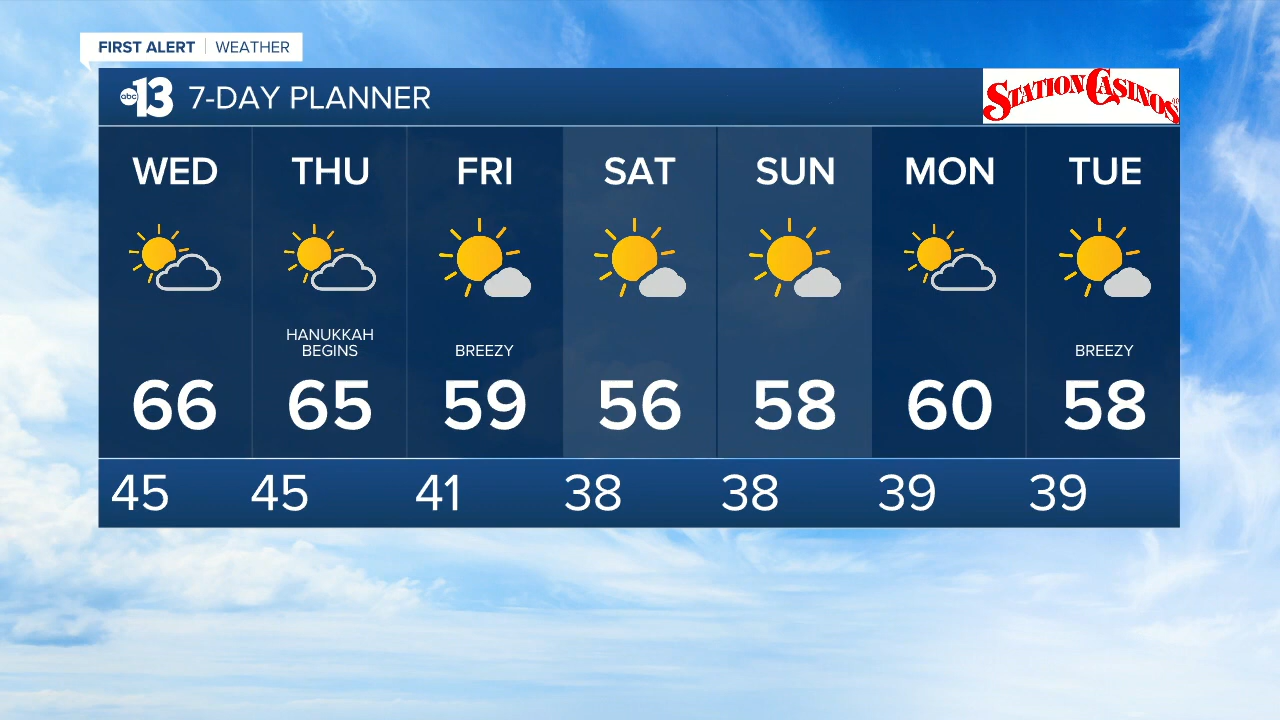 FIRST ALERT | WEATHER
abc 13 7-DAY PLANNER
STATION CASINOS
WED THU FRI SAT SUN MON TUE
HANUKKAH
BEGINS BREEZY BREEZY
66 65 59 56 58 60 58
45 45 41 38 38 39 39